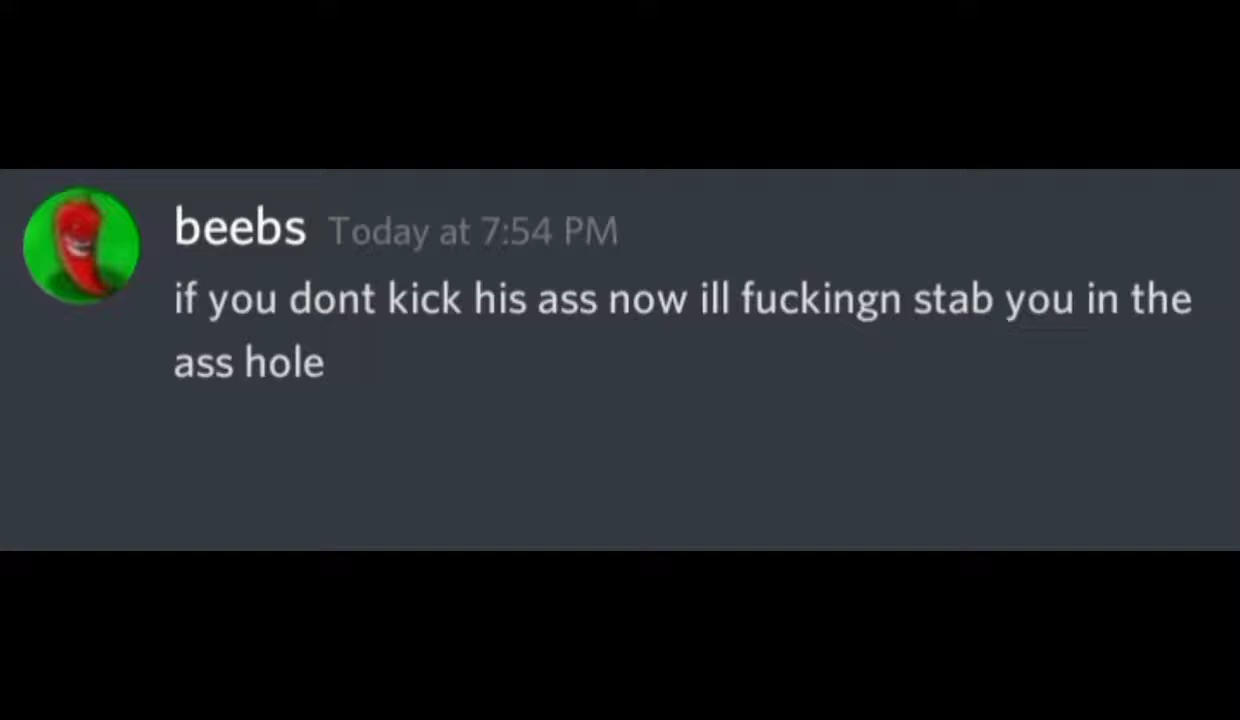 beebs Today at 7:54 PM
if you dont kick his ass now ill fuckingn stab you in the
ass hole